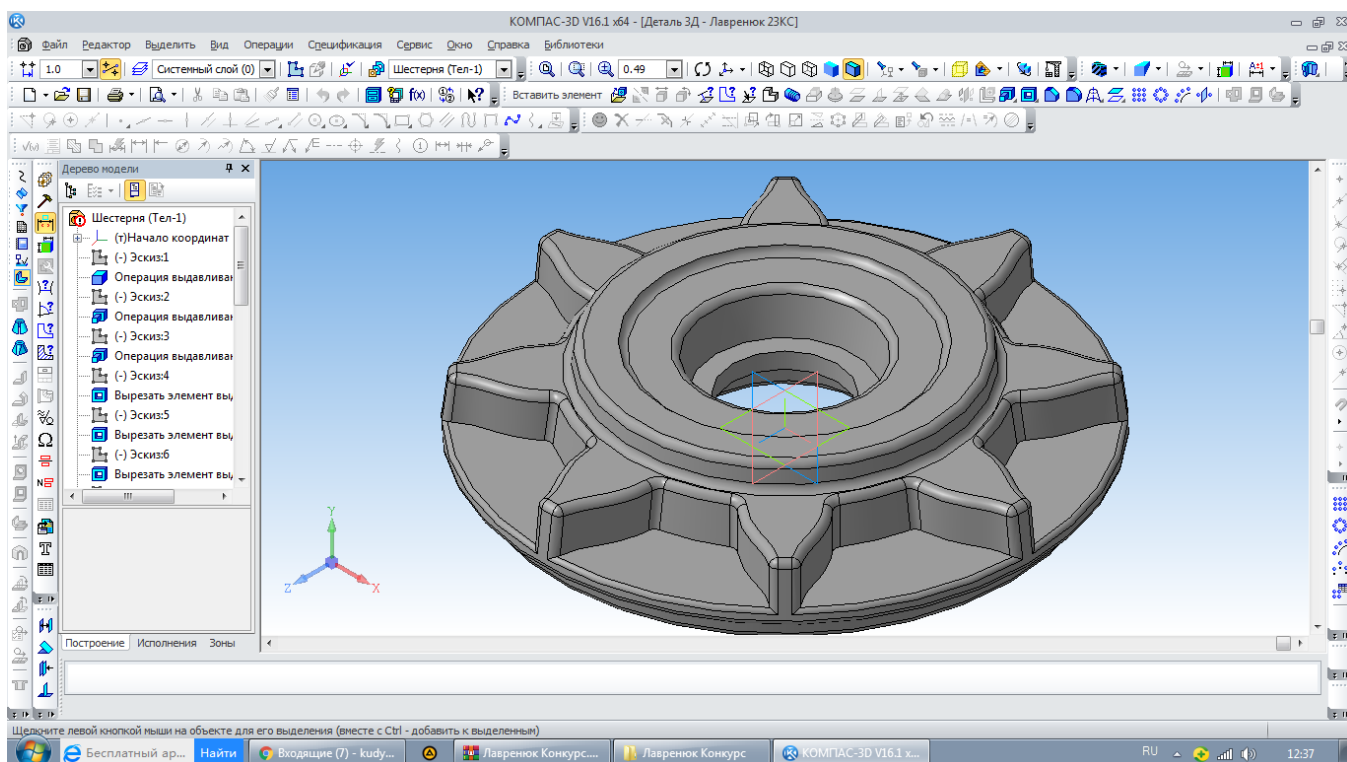 КОМПАС-3D V16.1 x64 - [Деталь 3Д - Лавренюк 23КС]
Файл Редактор Выделить Вид Операции Спецификация Сервис Окно Справка Библиотеки
1.0 Системный слой (0) Шестерня (Тел-1) 0.49
f(x) Вставить элемент
Дерево модели
Шестерня (Тел-1)
(т)Начало координат
(-) Эскиз:1
Операция выдавливан
(-) Эскиз:2
Операция выдавливан
(-) Эскиз:3
Операция выдавливан
(-) Эскиз:4
Вырезать элемент вы
(-) Эскиз:5
Вырезать элемент вы
(-) Эскиз:6
Вырезать элемент вы
Y
Z X
Построение Исполнения Зоны
Щелкните левой кнопкой мыши на объекте для его выделения (вместе с Ctrl - добавить к выделенным)
Бесплатный ар... Найти Входящие (7) - kudy... Лавренюк Конкурс.... Лавренюк Конкурс КОМПАС-3D V16.1 x... RU 12:37